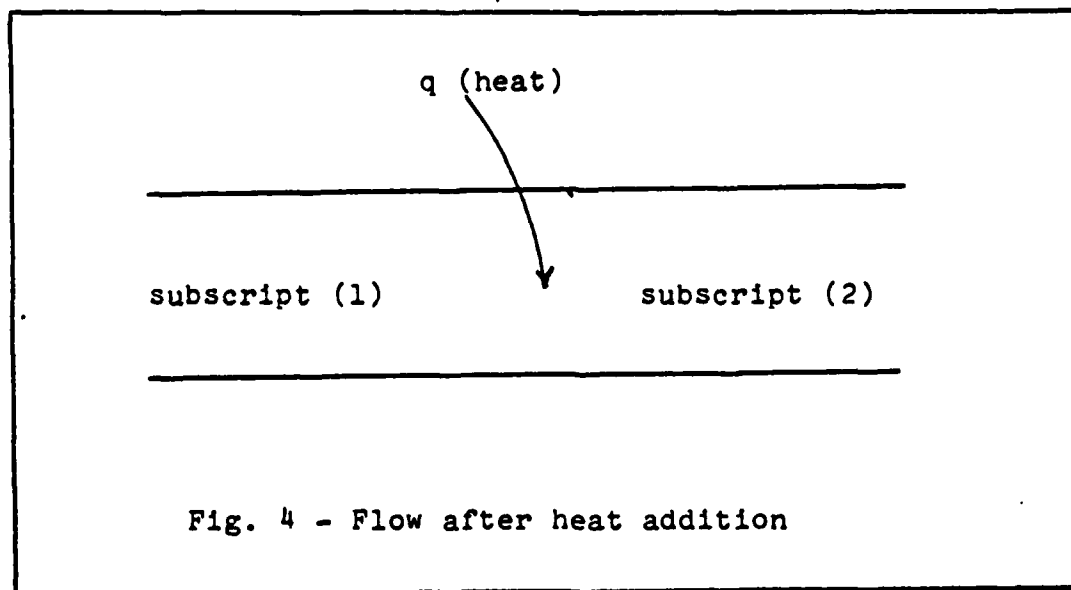 q (heat)
subscript (1) subscript (2)
Fig. 4 - Flow after heat addition